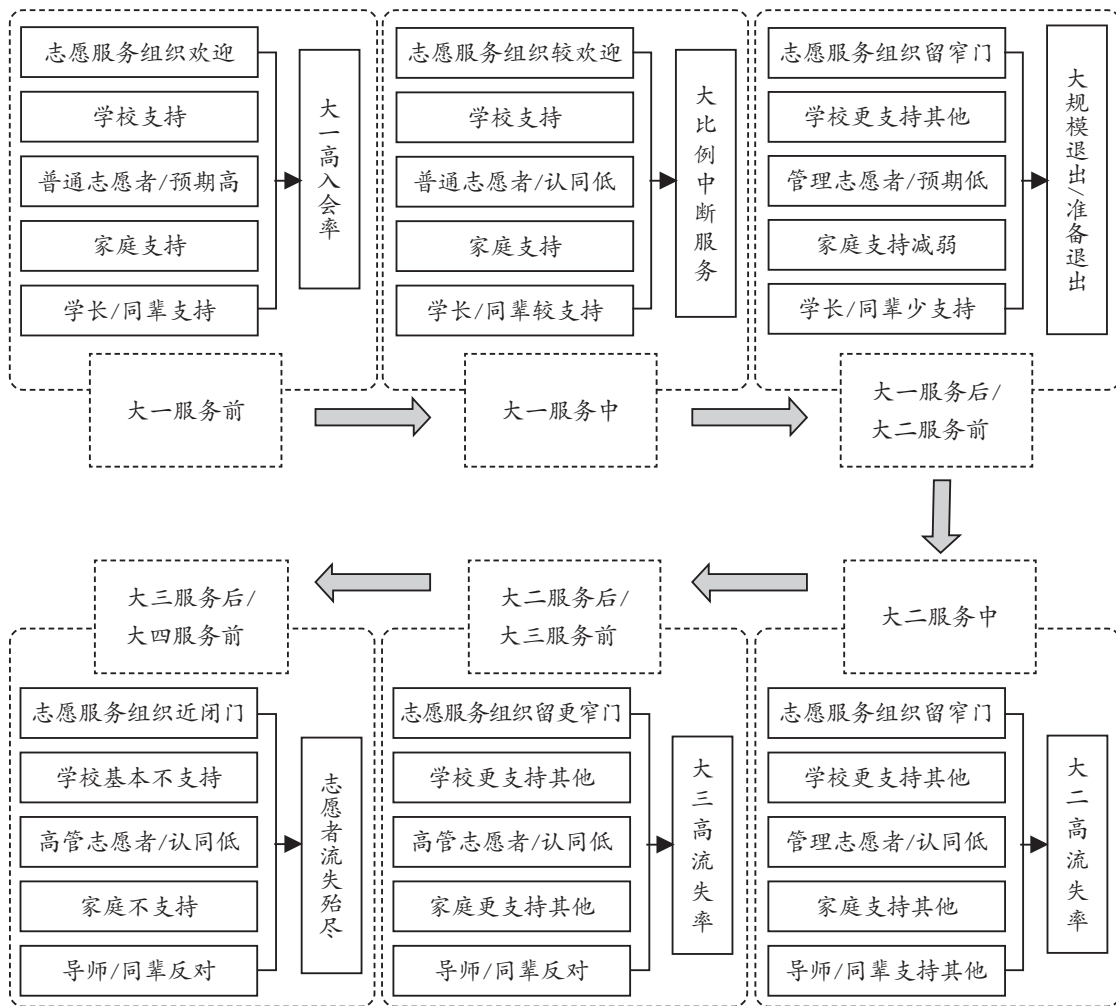 志愿服务组织欢迎
学校支持
普通志愿者/预期高
家庭支持
学长/同辈支持
大一高入会率
大一服务前
志愿服务组织较欢迎
学校支持
普通志愿者/认同低
家庭支持
学长/同辈较支持
大比例中断服务
大一服务中
志愿服务组织留窄门
学校更支持其他
管理志愿者/预期低
家庭支持减弱
学长/同辈少支持
大规模退出/准备退出
大一服务后/
大二服务前
大二服务中
志愿服务组织留窄门
学校更支持其他
管理志愿者/认同低
家庭支持其他
导师/同辈支持其他
大二高流失率
大二服务后/
大三服务前
志愿服务组织留更窄门
学校更支持其他
高管志愿者/认同低
家庭更支持其他
导师/同辈反对
大三高流失率
大三服务后/
大四服务前
志愿服务组织近闭门
学校基本不支持
高管志愿者/认同低
家庭不支持
导师/同辈反对
志愿者流失殆尽